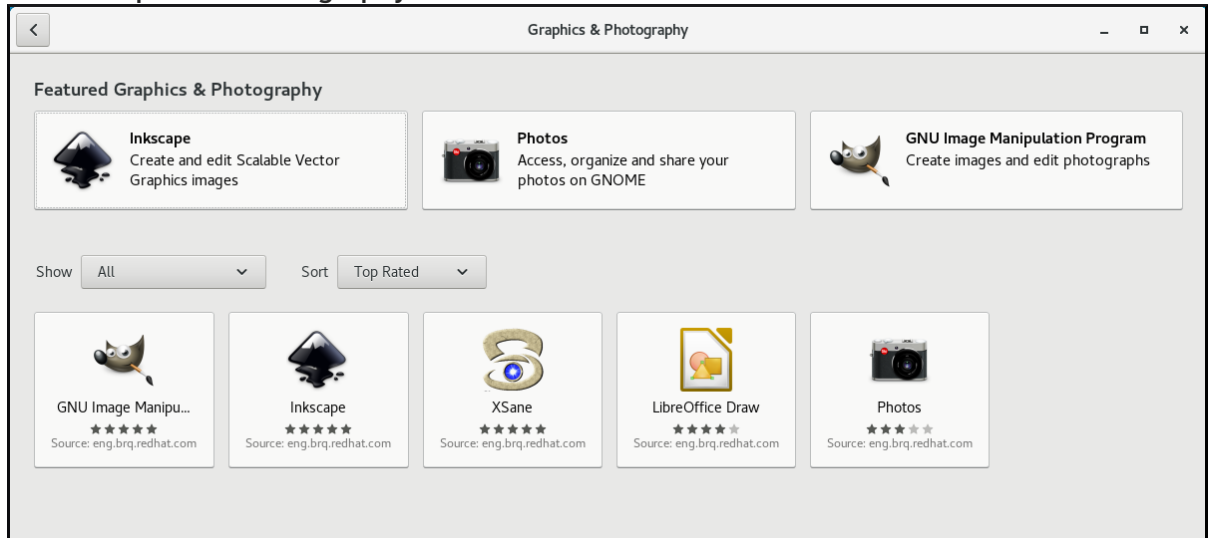 Graphics & Photography
Featured Graphics & Photography
Inkscape
Create and edit Scalable Vector
Graphics images
Photos
Access, organize and share your
photos on GNOME
GNU Image Manipulation Program
Create images and edit photographs
Show All Sort Top Rated
GNU Image Manipu...
Source: eng.brq.redhat.com
Inkscape
Source: eng.brq.redhat.com
XSane
Source: eng.brq.redhat.com
LibreOffice Draw
Source: eng.brq.redhat.com
Photos
Source: eng.brq.redhat.com